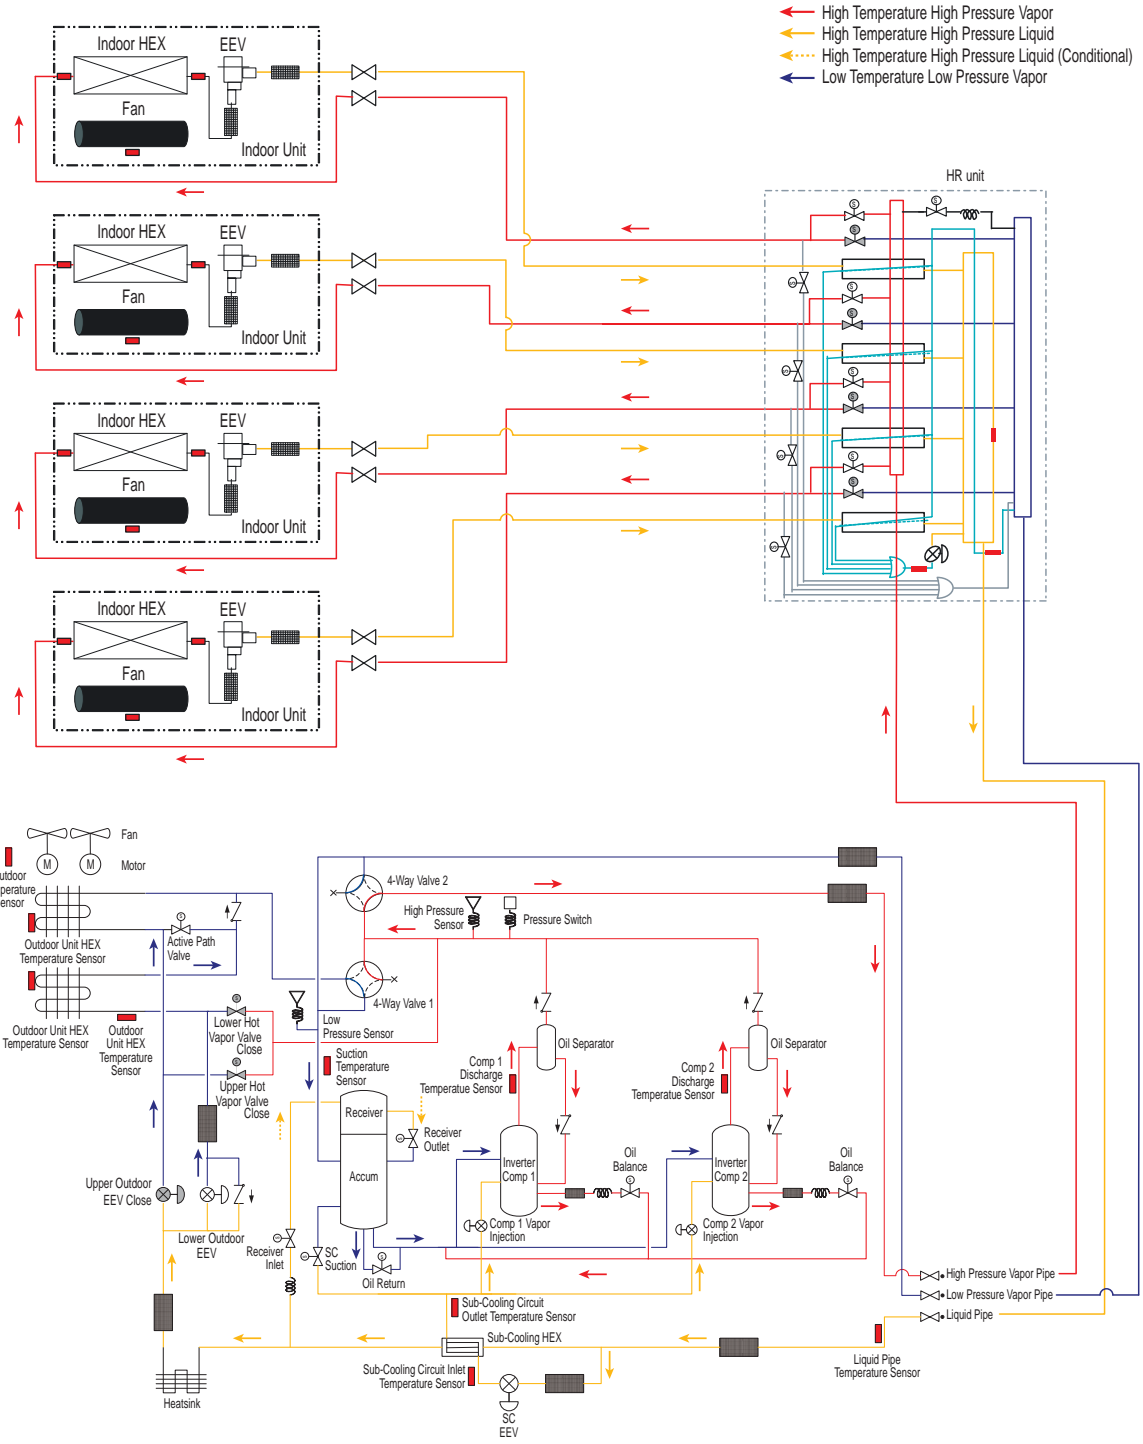 High Temperature High Pressure Vapor
High Temperature High Pressure Liquid
High Temperature High Pressure Liquid (Conditional)
Low Temperature Low Pressure Vapor
Indoor HEX
EEV
Fan
Indoor Unit
HR unit
S
S
S
Indoor HEX
EEV
Fan
Indoor Unit
S
S
S
Indoor HEX
EEV
Fan
Indoor Unit
S
S
S
Indoor HEX
EEV
Fan
Indoor Unit
S
S
S
S
Fan
M
M
Motor
utdoor
perature
ensor
4-Way Valve 2
High Pressure
Sensor
Pressure Switch
S
Active Path
Valve
Outdoor Unit HEX
Temperature Sensor
4-Way Valve 1
Outdoor Unit HEX
Temperature Sensor
Outdoor
Unit HEX
Temperature
Sensor
S
Lower Hot
Vapor Valve
Close
S
Upper Hot
Vapor Valve
Close
Low
Pressure Sensor
Suction
Temperature
Sensor
Oil Separator
Oil Separator
Comp 1
Discharge
Temperatue Sensor
Comp 2
Discharge
Temperatue Sensor
Receiver
S
Receiver
Outlet
Accum
Inverter
Comp 1
Oil
Balance
S
Inverter
Comp 2
Oil
Balance
S
Upper Outdoor
EEV Close
Lower Outdoor
EEV
S
Receiver
Inlet
S
SC
Suction
S
Oil Return
Comp 1 Vapor
Injection
Comp 2 Vapor
Injection
High Pressure Vapor Pipe
Low Pressure Vapor Pipe
Liquid Pipe
Sub-Cooling Circuit
Outlet Temperature Sensor
Sub-Cooling HEX
Sub-Cooling Circuit Inlet
Temperature Sensor
Liquid Pipe
Temperature Sensor
Heatsink
SC
EEV